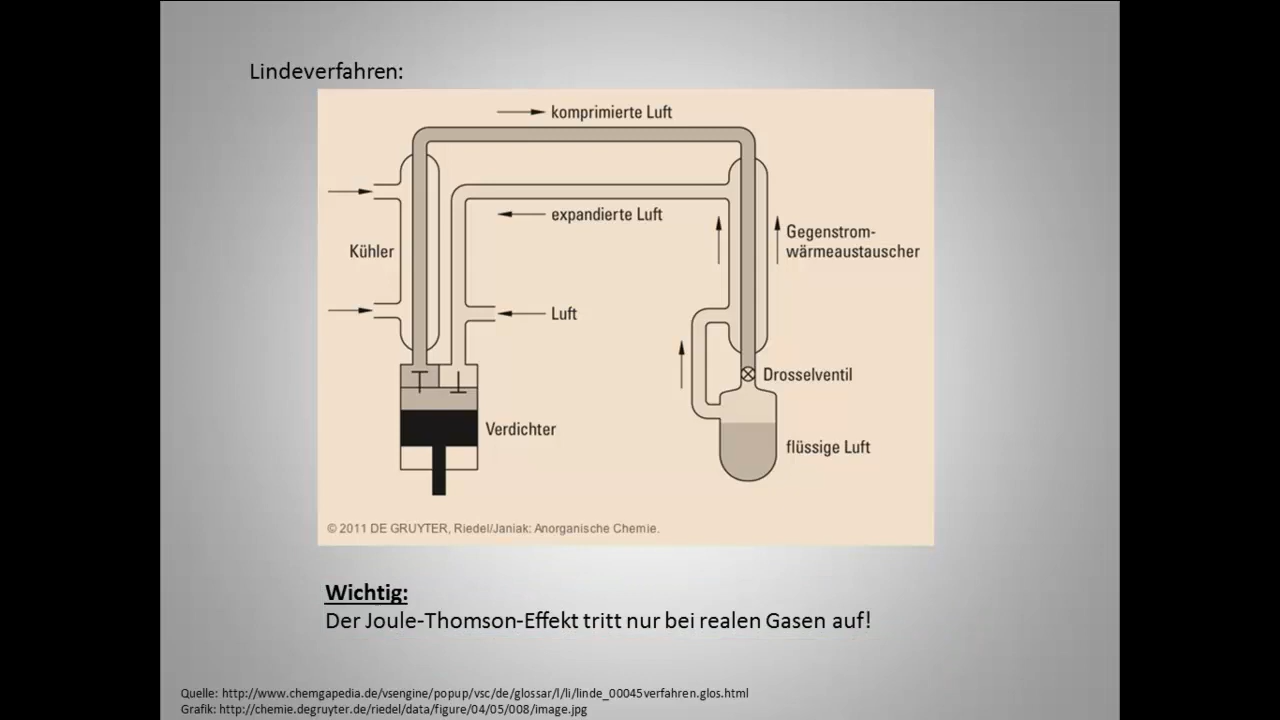 Lindeverfahren:
komprimierte Luft
expandierte Luft
Gegenstrom-
wärmeaustauscher
Kühler
Luft
Drosselventil
Verdichter
flüssige Luft
© 2011 DE GRUYTER, Riedel/Janiak: Anorganische Chemie.
Wichtig:
Der Joule-Thomson-Effekt tritt nur bei realen Gasen auf!
Quelle: http://www.chemgapedia.de/vsengine/popup/vsc/de/glossar/l/li/linde_00045verfahren.glos.html
Grafik: http://chemie.degruyter.de/riedel/data/figure/04/05/008/image.jpg